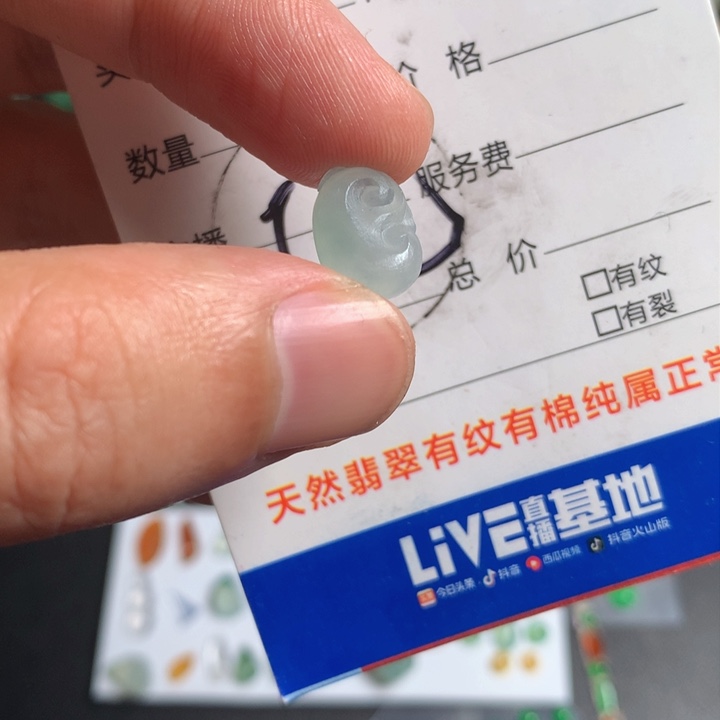 价 格
数量
服务费
播
总 价
□有纹
□有裂
天然翡翠有纹有棉纯属正常
LiVE直播基地
今日头条 抖音 西瓜视频 抖音火山版